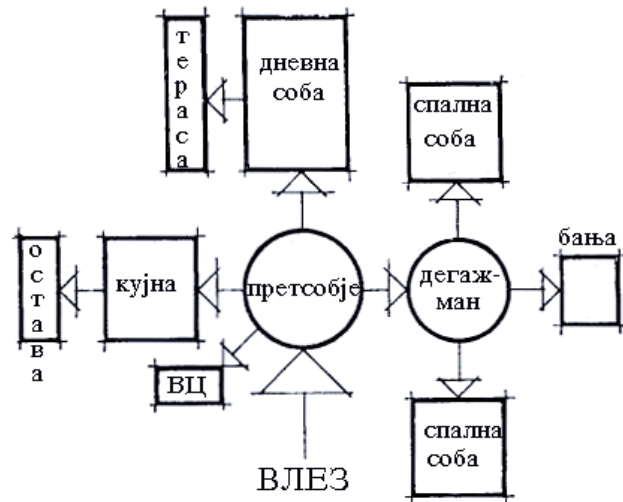 тераса
дневна
соба
спална
соба
остава
кујна
претсобје
дегаж-
ман
бања
ВЦ
спална
соба
ВЛЕЗ